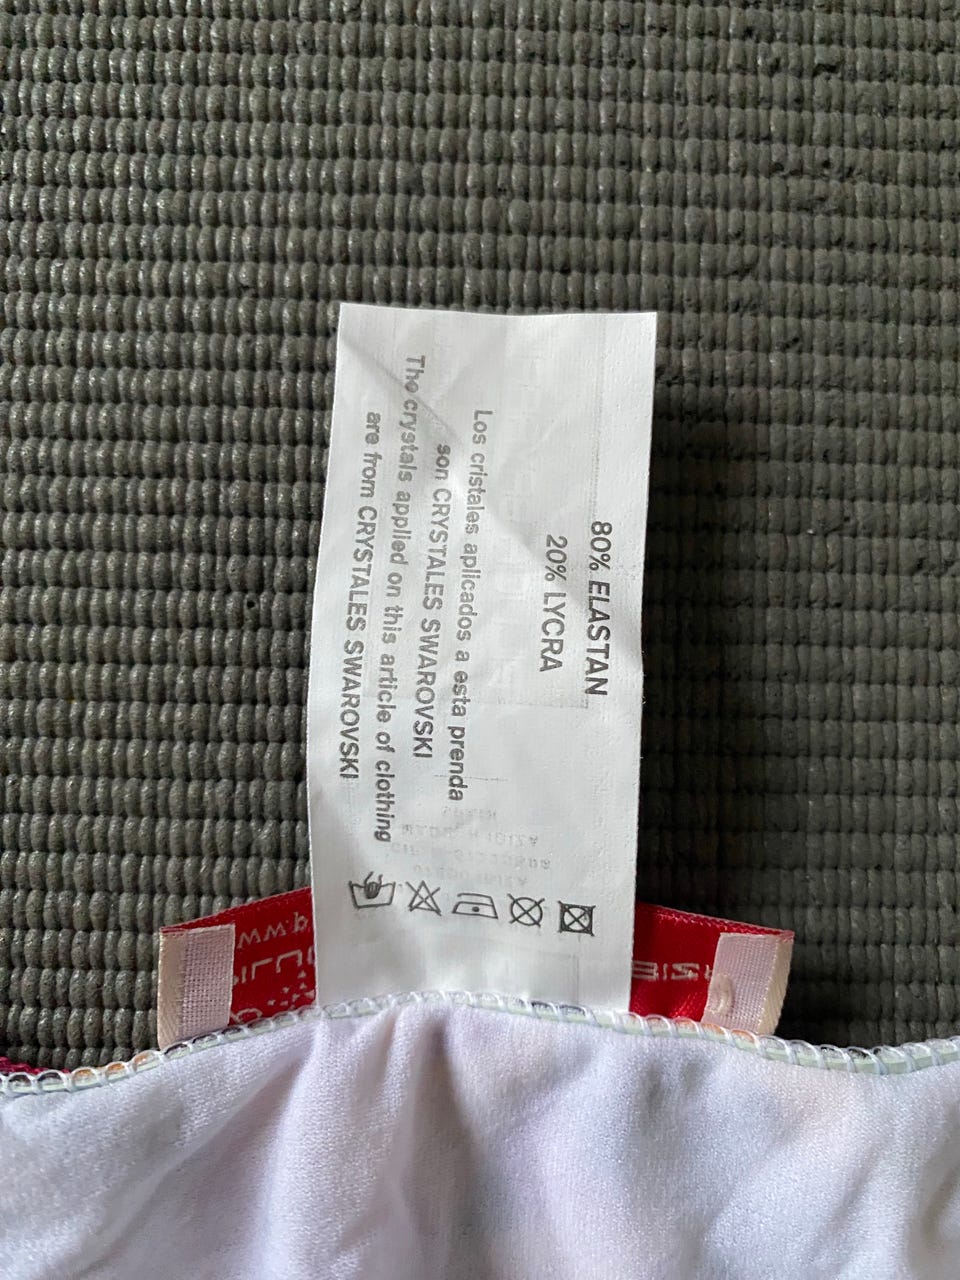 80% ELASTAN
20% LYCRA
Los cristales aplicados a esta prenda
son CRYSTALES SWAROVSKI
The crystals applied on this article of clothing
are from CRYSTALES SWAROVSKI